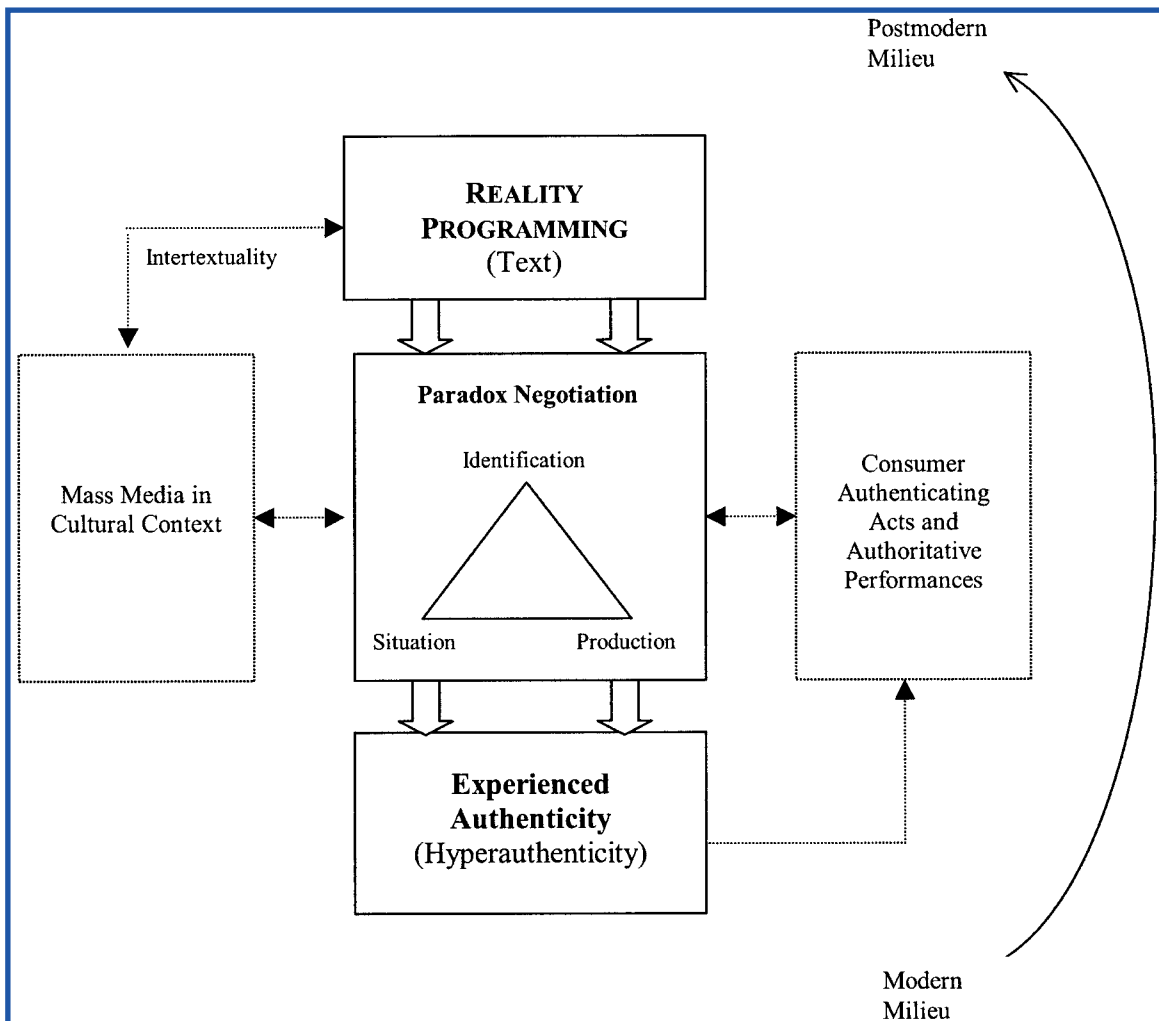 Postmodern
Milieu
REALITY
PROGRAMMING
(Text)
Intertextuality
Paradox Negotiation
Identification
Situation
Production
Mass Media in
Cultural Context
Consumer
Authenticating
Acts and
Authoritative
Performances
Experienced
Authenticity
(Hyperauthenticity)
Modern
Milieu